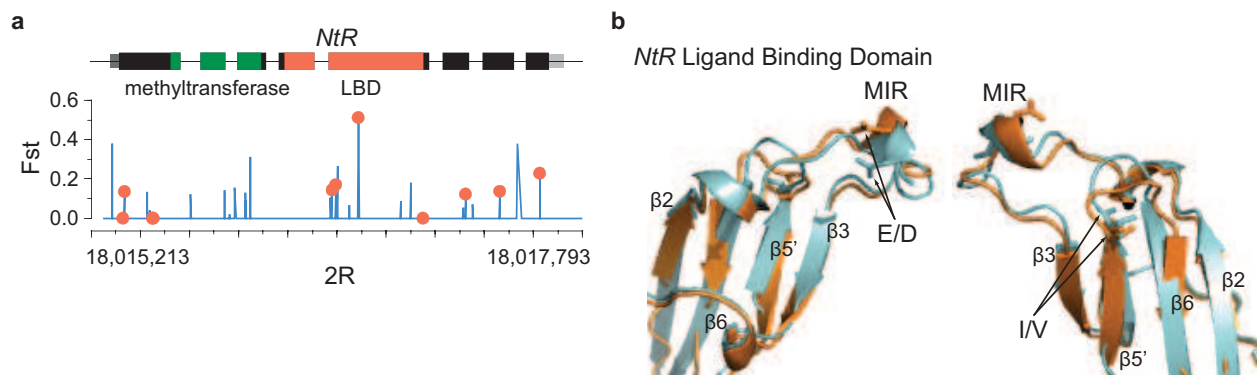 a
NtR
methyltransferase LBD
Fst
0.6
0.4
0.2
0.0
18,015,213 18,017,793
2R
b
NtR Ligand Binding Domain
MIR MIR
β2
β5'
β3
E/D
β6
β3
β6
β2
I/V
β5'